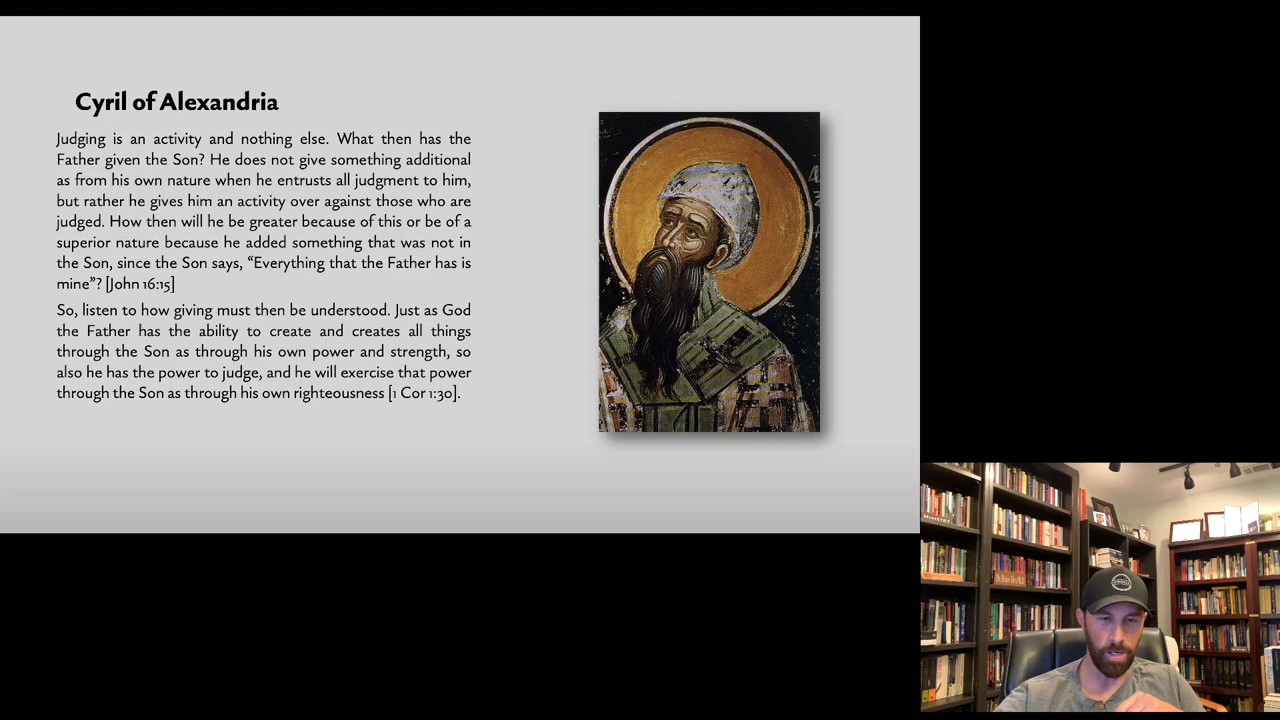 Cyril of Alexandria
Judging is an activity and nothing else. What then has the
Father given the Son? He does not give something additional
as from his own nature when he entrusts all judgment to him,
but rather he gives him an activity over against those who are
judged. How then will he be greater because of this or be of a
superior nature because he added something that was not in
the Son, since the Son says, “Everything that the Father has is
mine”? [John 16:15]
So, listen to how giving must then be understood. Just as God
the Father has the ability to create and creates all things
through the Son as through his own power and strength, so
also he has the power to judge, and he will exercise that power
through the Son as through his own righteousness [1 Cor 1:30].
MINISTRY